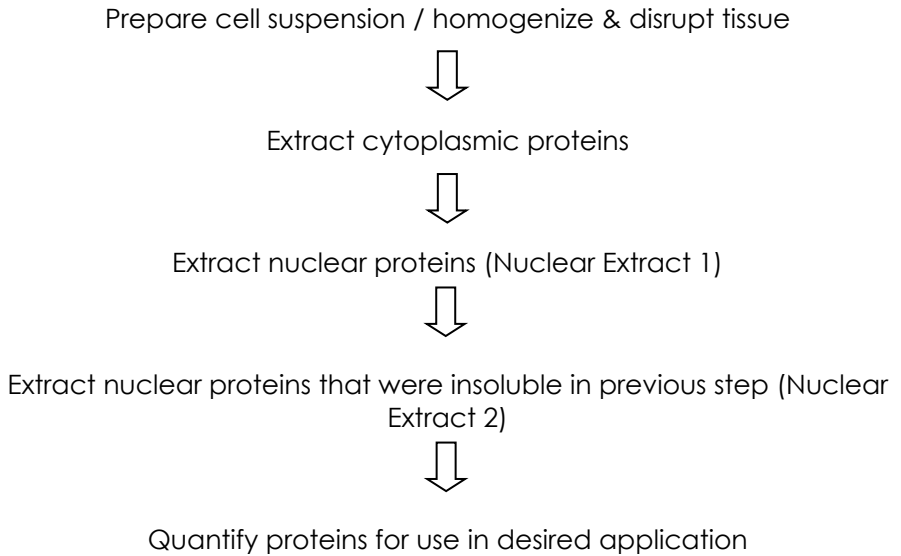 Prepare cell suspension / homogenize & disrupt tissue
Extract cytoplasmic proteins
Extract nuclear proteins (Nuclear Extract 1)
Extract nuclear proteins that were insoluble in previous step (Nuclear
Extract 2)
Quantify proteins for use in desired application